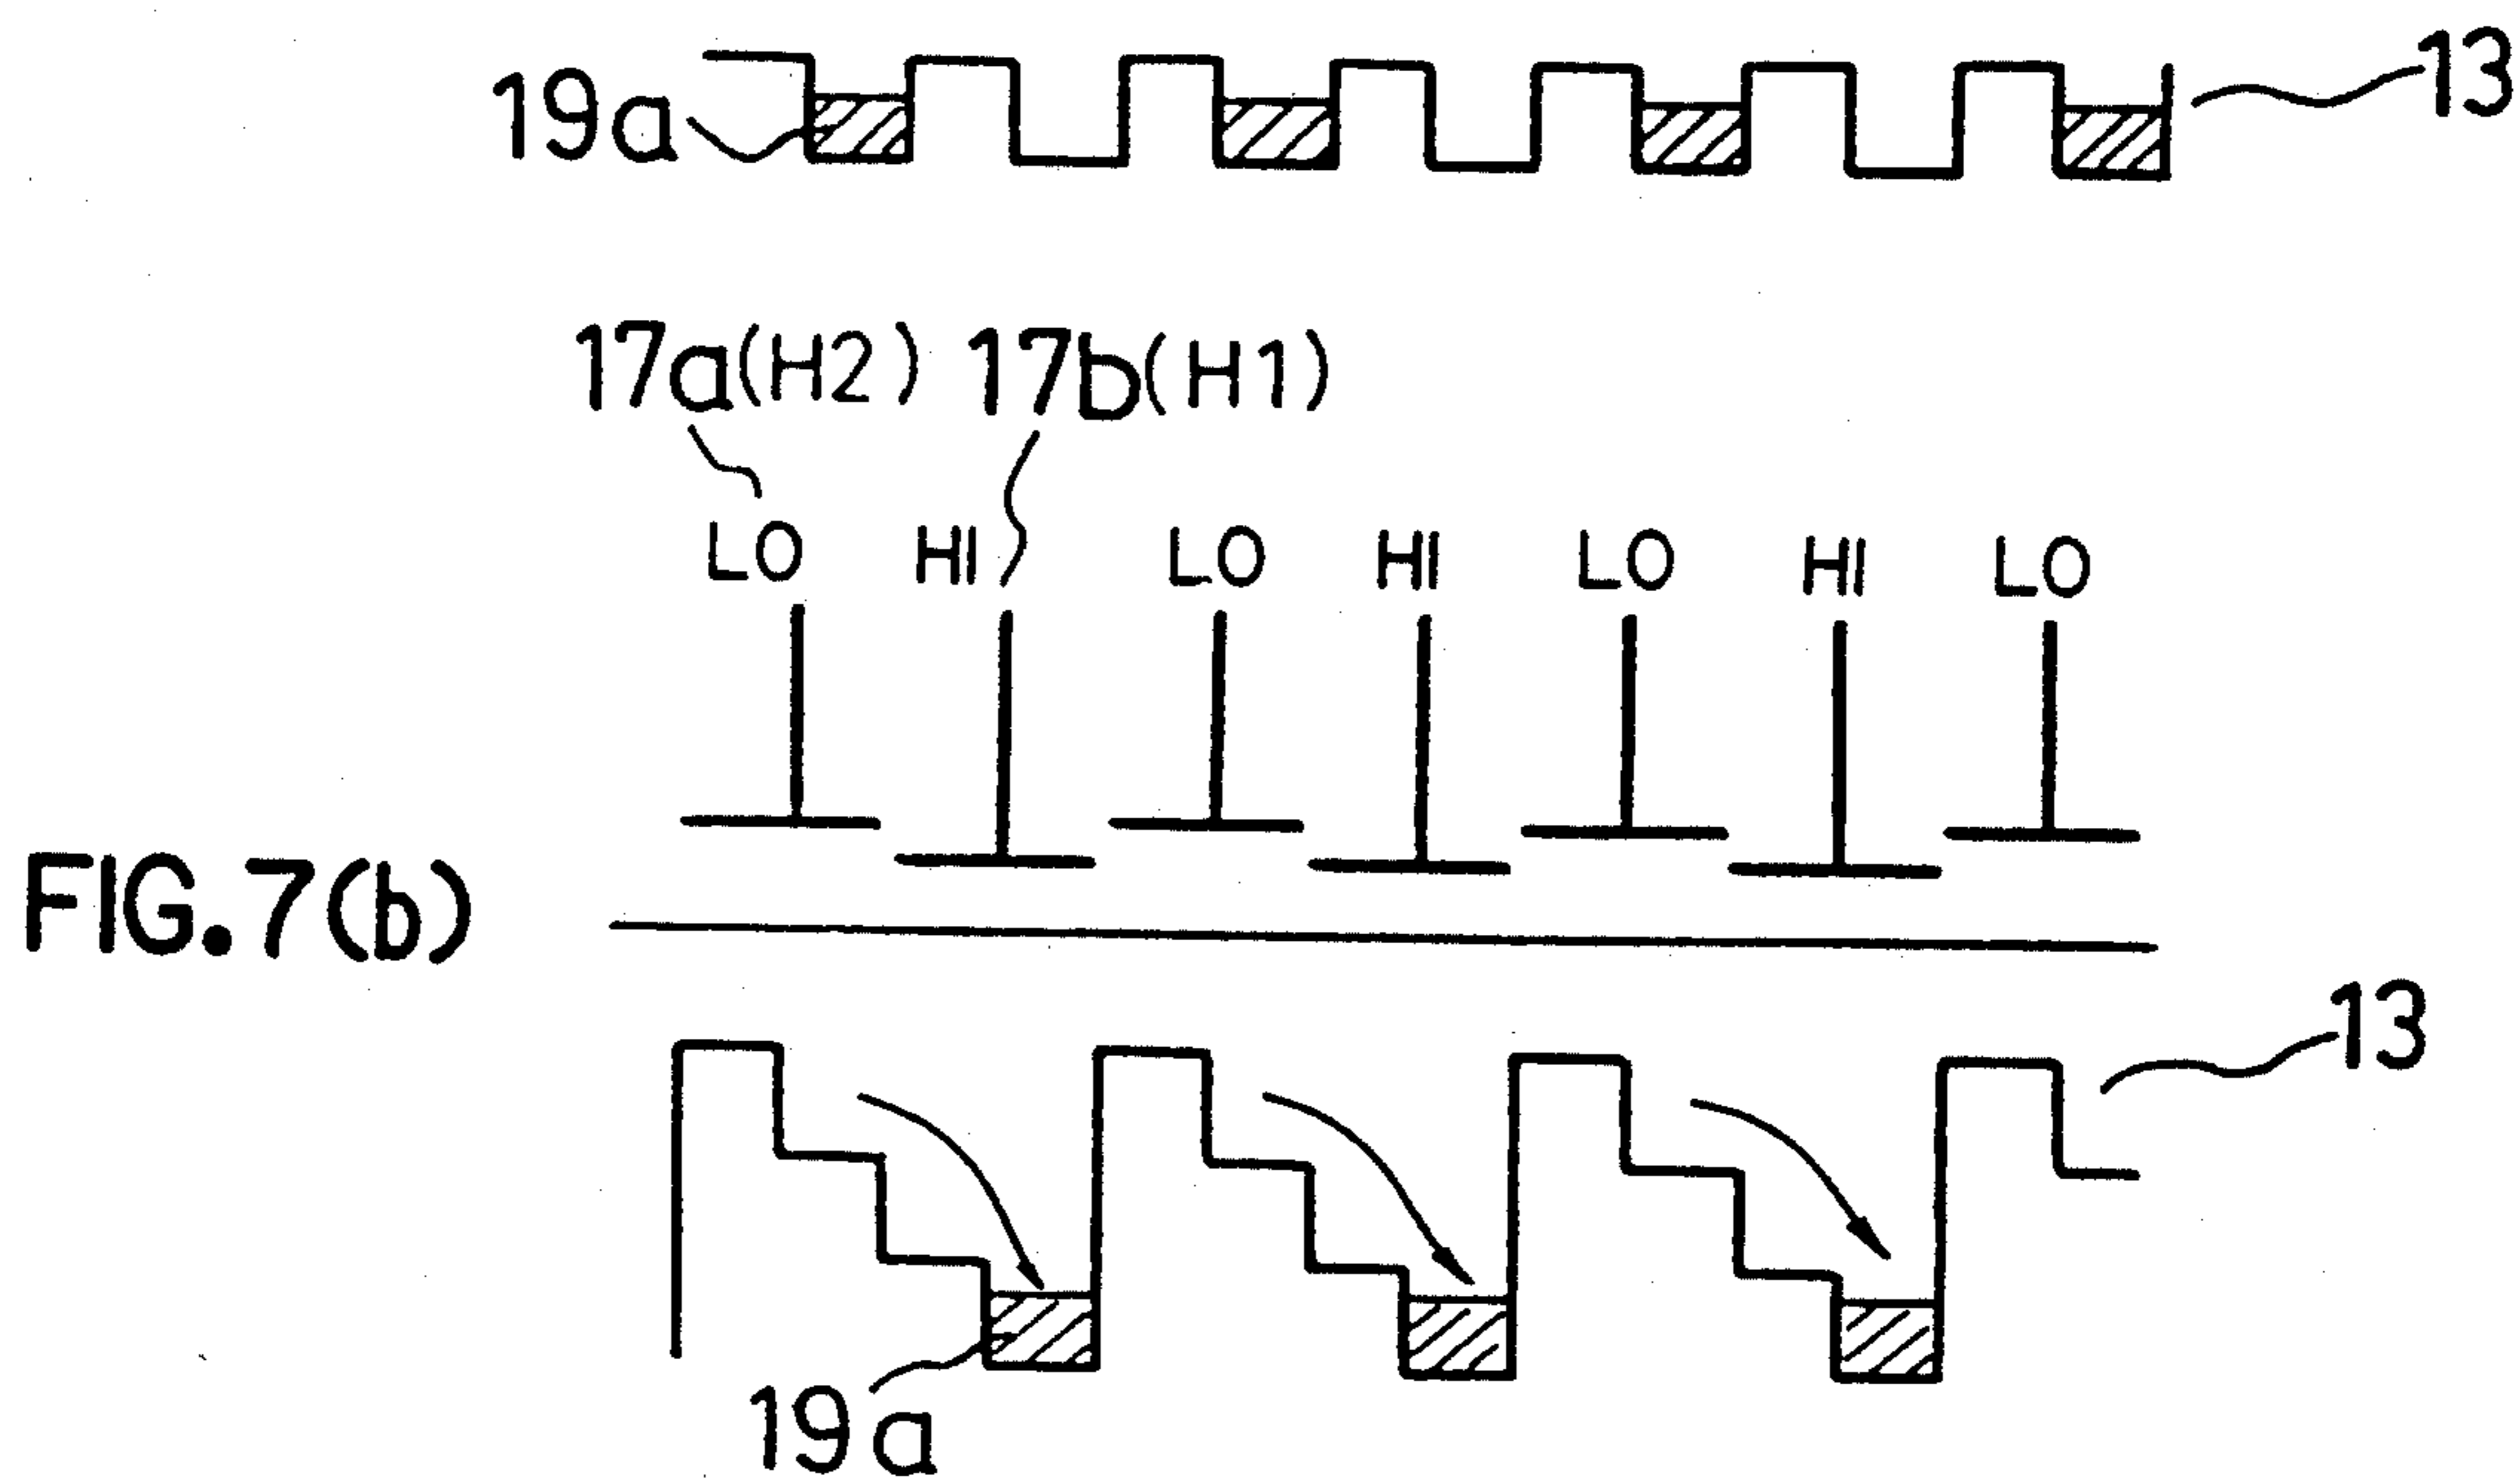 13
19a
17a(H2) 17b(H1)
LO HI LO HI LO HI LO
FIG.7(b)
13
19a